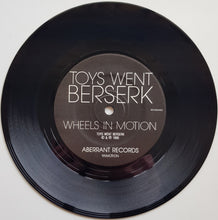 TOYS WENT
BERSERK
WHEELS IN MOTION
TOYS WENT BERSERK
ABERRANT RECORDS